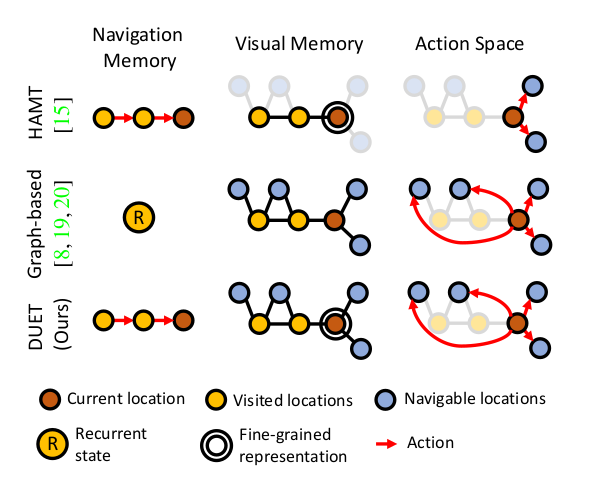 Navigation
Memory
Visual Memory
Action Space
HAMT
[15]
Graph-based
[8, 19, 20]
R
DUET
(Ours)
Current location
Visited locations
Navigable locations
R
Recurrent
state
Fine-grained
representation
Action